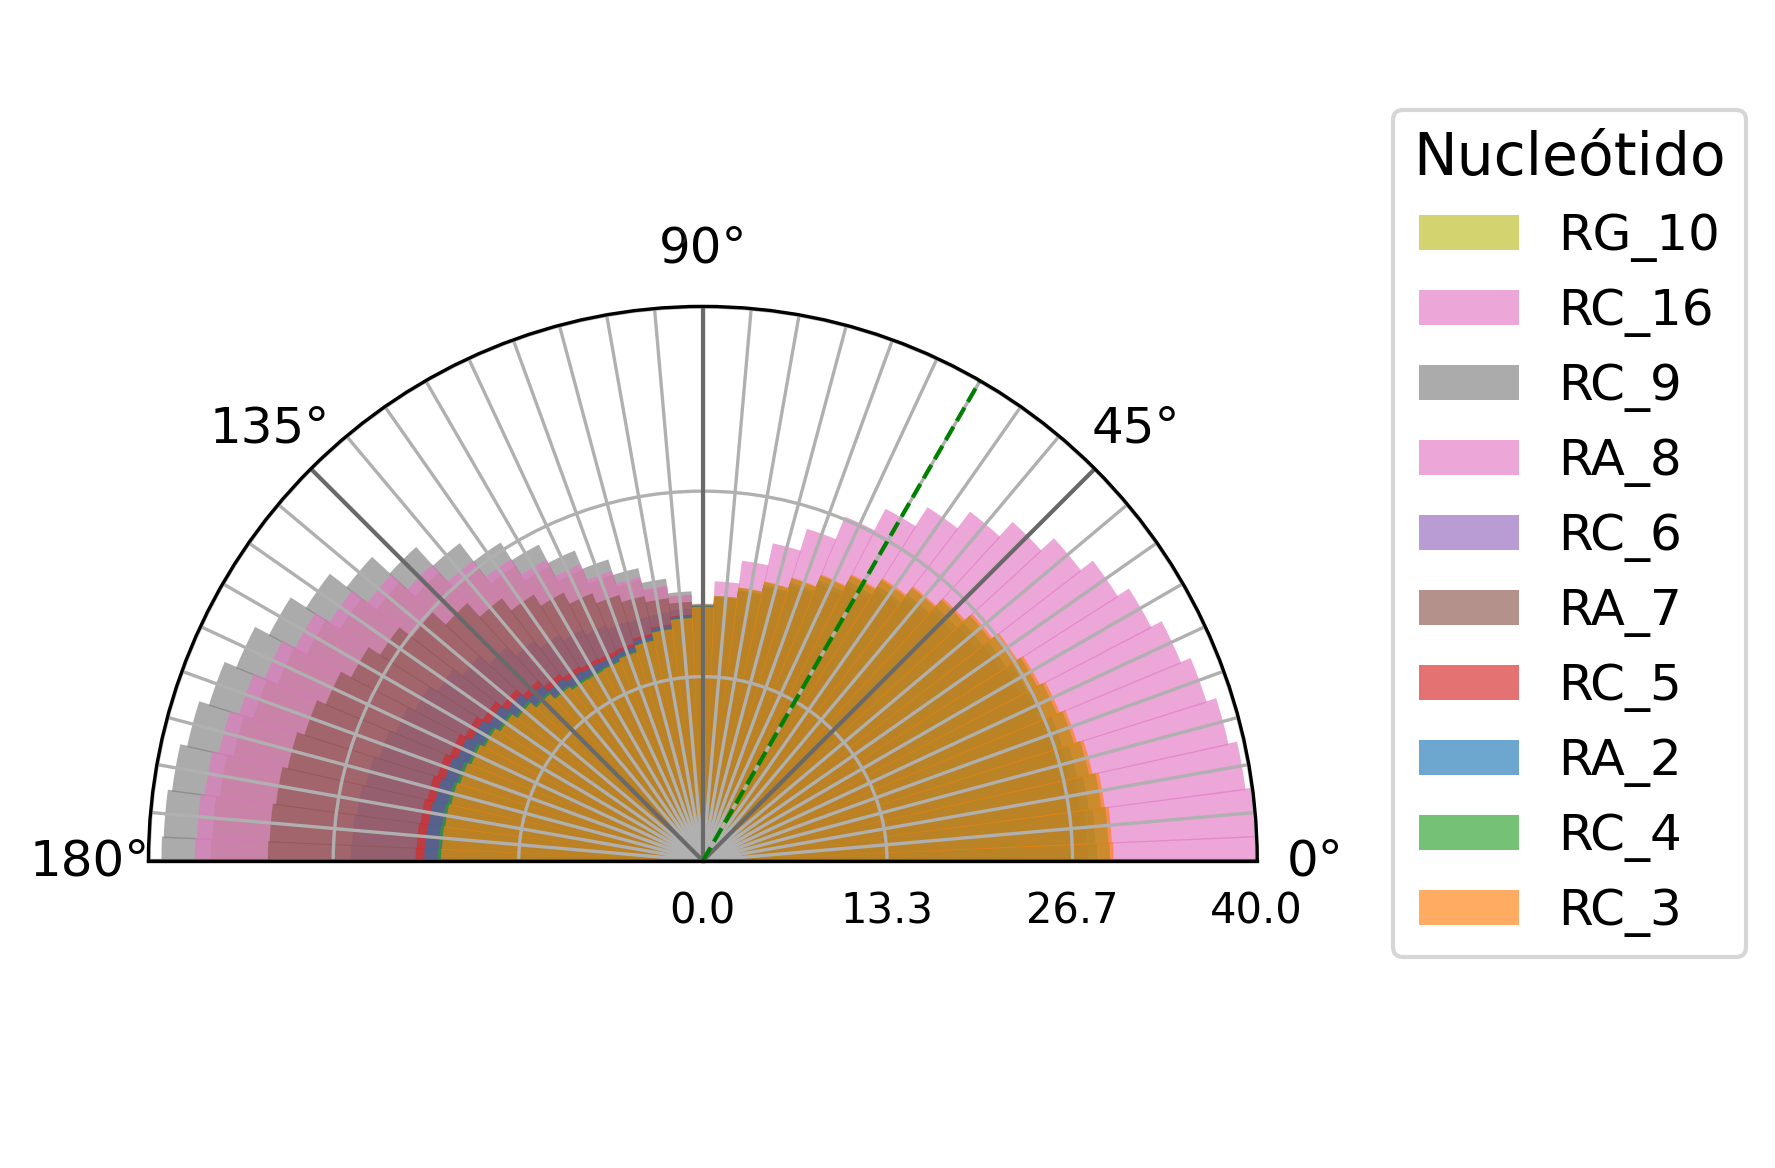 90°
135°
45°
180°
0°
0.0
13.3
26.7
40.0
Nucleótido
RG_10
RC_16
RC_9
RA_8
RC_6
RA_7
RC_5
RA_2
RC_4
RC_3